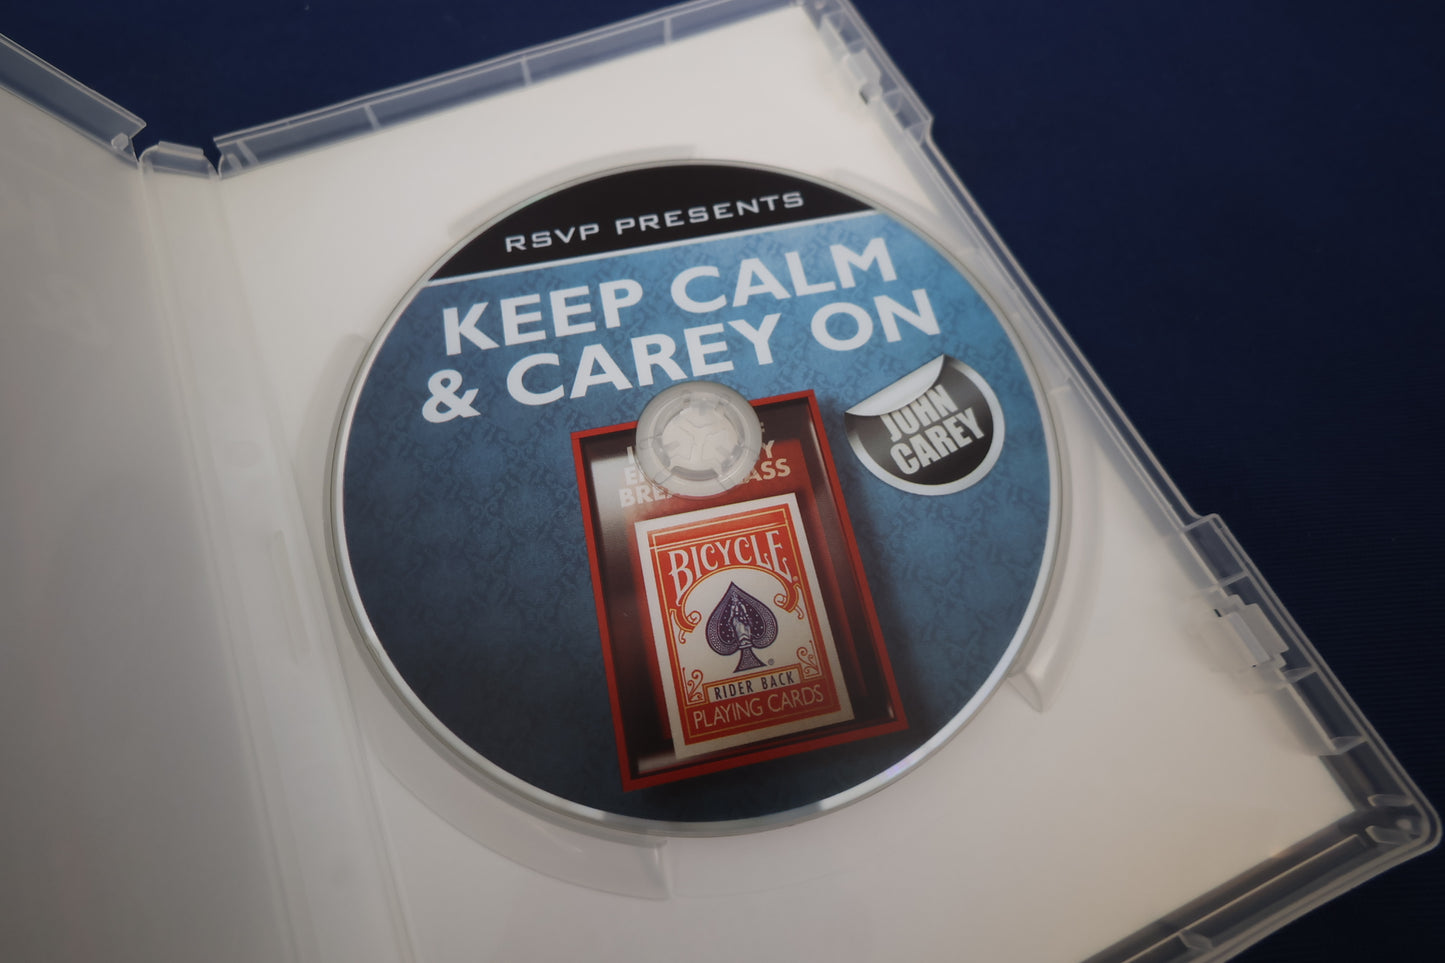 RSVP PRESENTS
KEEP CALM
& CAREY ON
JOHN
CAREY
BICYCLE®
RIDER BACK
®
PLAYING CARDS